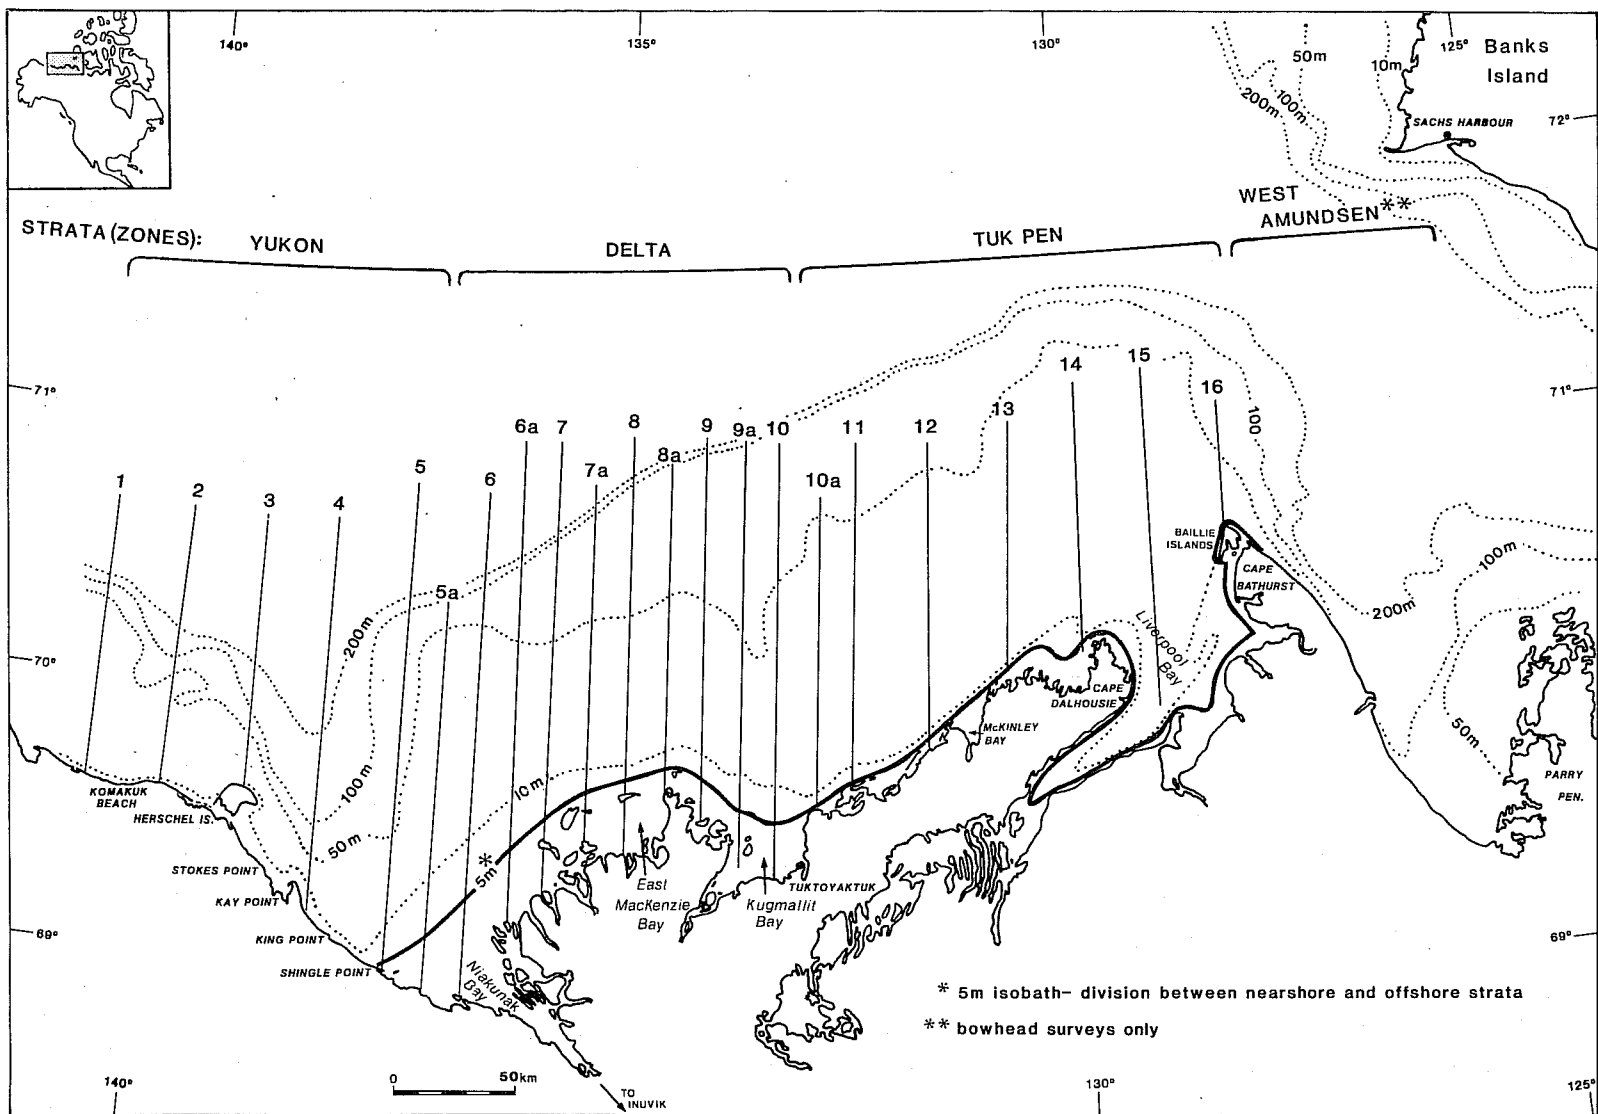 140°
135°
130°
125°
Banks
Island
50m
10m
100m
200m
SACHS HARBOUR
72°
WEST
AMUNDSEN**
STRATA (ZONES):
YUKON
DELTA
TUK PEN
71°
71°
1
2
3
4
5
5a
6
6a
7
7a
8
8a
9
9a
10
10a
11
12
13
14
15
16
100
BAILLIE
ISLANDS
CAPE
BATHURST
100m
200m
50m
200m
100m
50m
10m
Liverpool
Bay
70°
70°
CAPE
DALHOUSIE
McKINLEY
BAY
KOMAKUK
BEACH
HERSCHEL IS.
STOKES POINT
KAY POINT
KING POINT
SHINGLE POINT
*
5m
PARRY
PEN.
East
MacKenzie
Bay
Kugmallit
Bay
TUKTOYAKTUK
Niakunak
Bay
69°
69°
* 5m isobath– division between nearshore and offshore strata
** bowhead surveys only
0
50km
TO
INUVIK
140°
130°
125°